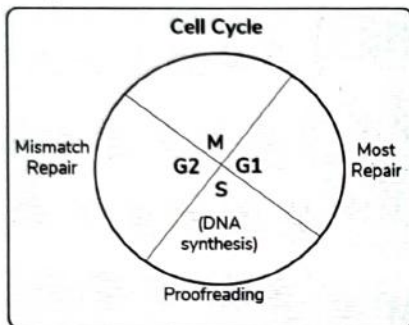 Cell Cycle
Mismatch
Repair
M
G2
G1
S
(DNA
synthesis)
Most
Repair
Proofreading